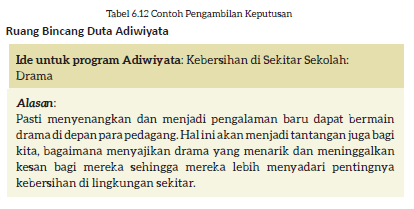 Tabel 6.12 Contoh Pengambilan Keputusan
Ruang Bincang Duta Adiwiyata
Ide untuk program Adiwiyata: Kebersihan di Sekitar Sekolah:
Drama
Alasan:
Pasti menyenangkan dan menjadi pengalaman baru dapat bermain
drama di depan para pedagang. Hal ini akan menjadi tantangan juga bagi
kita, bagaimana menyajikan drama yang menarik dan meninggalkan
kesan bagi mereka sehingga mereka lebih menyadari pentingnya
kebersihan di lingkungan sekitar.